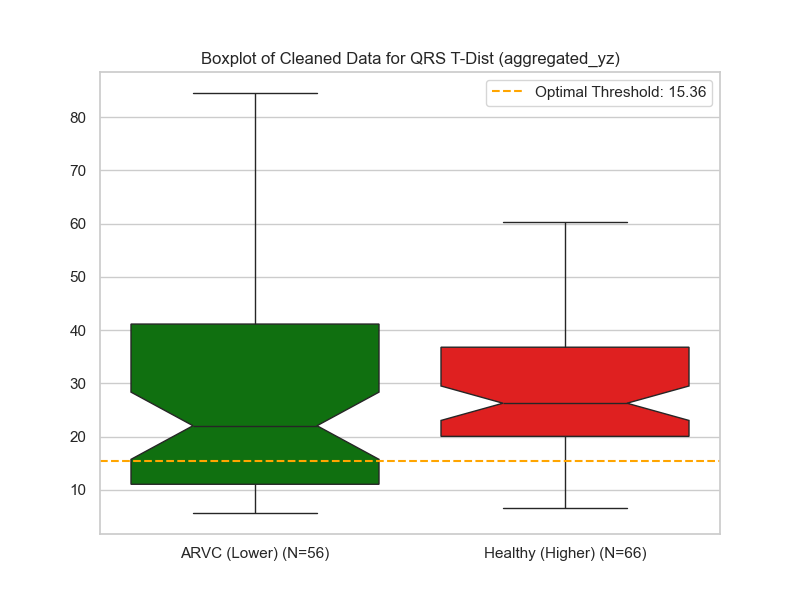 Boxplot of Cleaned Data for QRS T-Dist (aggregated_yz)
Optimal Threshold: 15.36
80
70
60
50
40
30
20
10
ARVC (Lower) (N=56)
Healthy (Higher) (N=66)